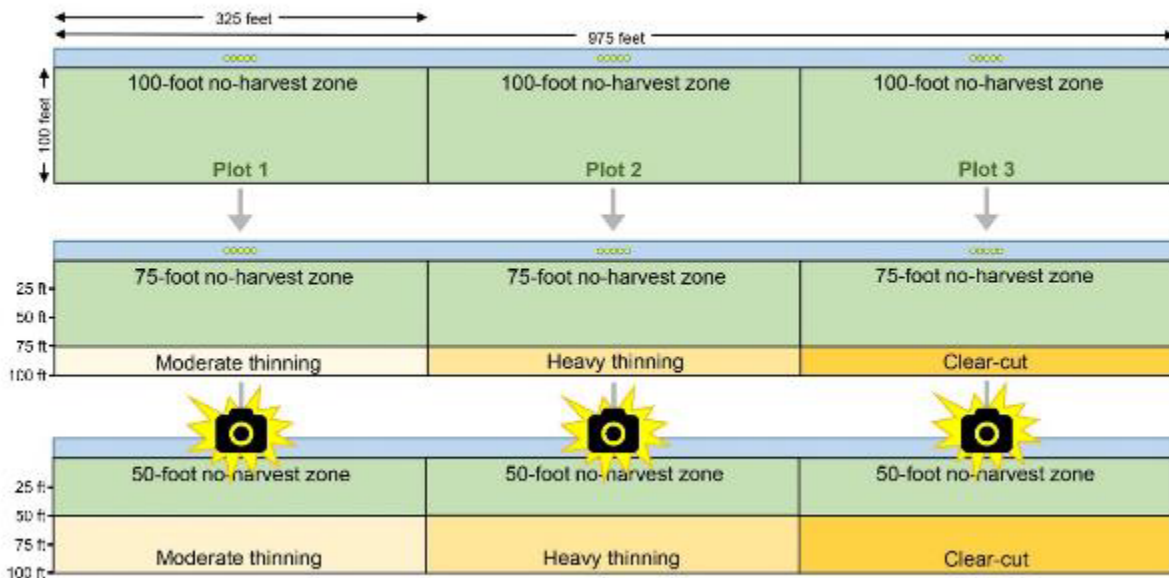 325 feet
975 feet
100 feet
100-foot no-harvest zone
100-foot no-harvest zone
100-foot no-harvest zone
Plot 1
Plot 2
Plot 3
75-foot no-harvest zone
75-foot no-harvest zone
75-foot no-harvest zone
25 ft
50 ft
75 ft
100 ft
Moderate thinning
Heavy thinning
Clear-cut
50-foot no-harvest zone
50-foot no-harvest zone
50-foot no-harvest zone
25 ft
50 ft
75 ft
100 ft
Moderate thinning
Heavy thinning
Clear-cut